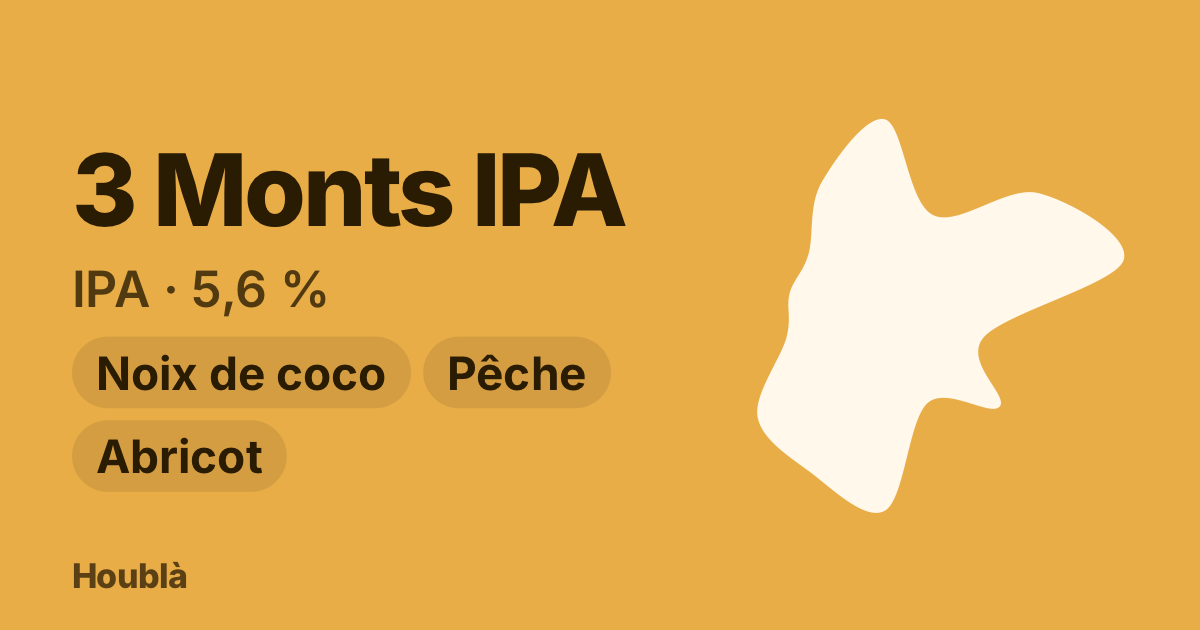 3 Monts IPA
IPA · 5,6 %
Noix de coco Pêche
Abricot
Houblà